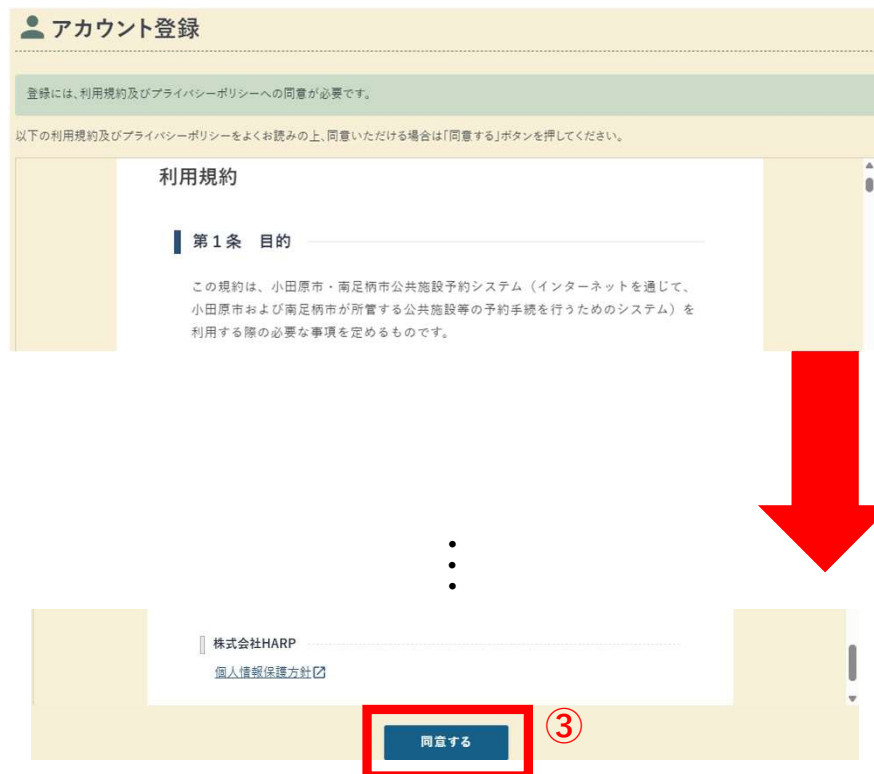 アカウント登録
登録には、利用規約及びプライバシーポリシーへの同意が必要です。
以下の利用規約及びプライバシーポリシーをよくお読みの上、同意いただける場合は「同意する」ボタンを押してください。
利用規約
第１条　目的
この規約は、小田原市・南足柄市公共施設予約システム（インターネットを通じて、
小田原市および南足柄市が所管する公共施設等の予約手続を行うためのシステム）を
利用する際の必要な事項を定めるものです。
株式会社HARP
個人情報保護方針
同意する
③